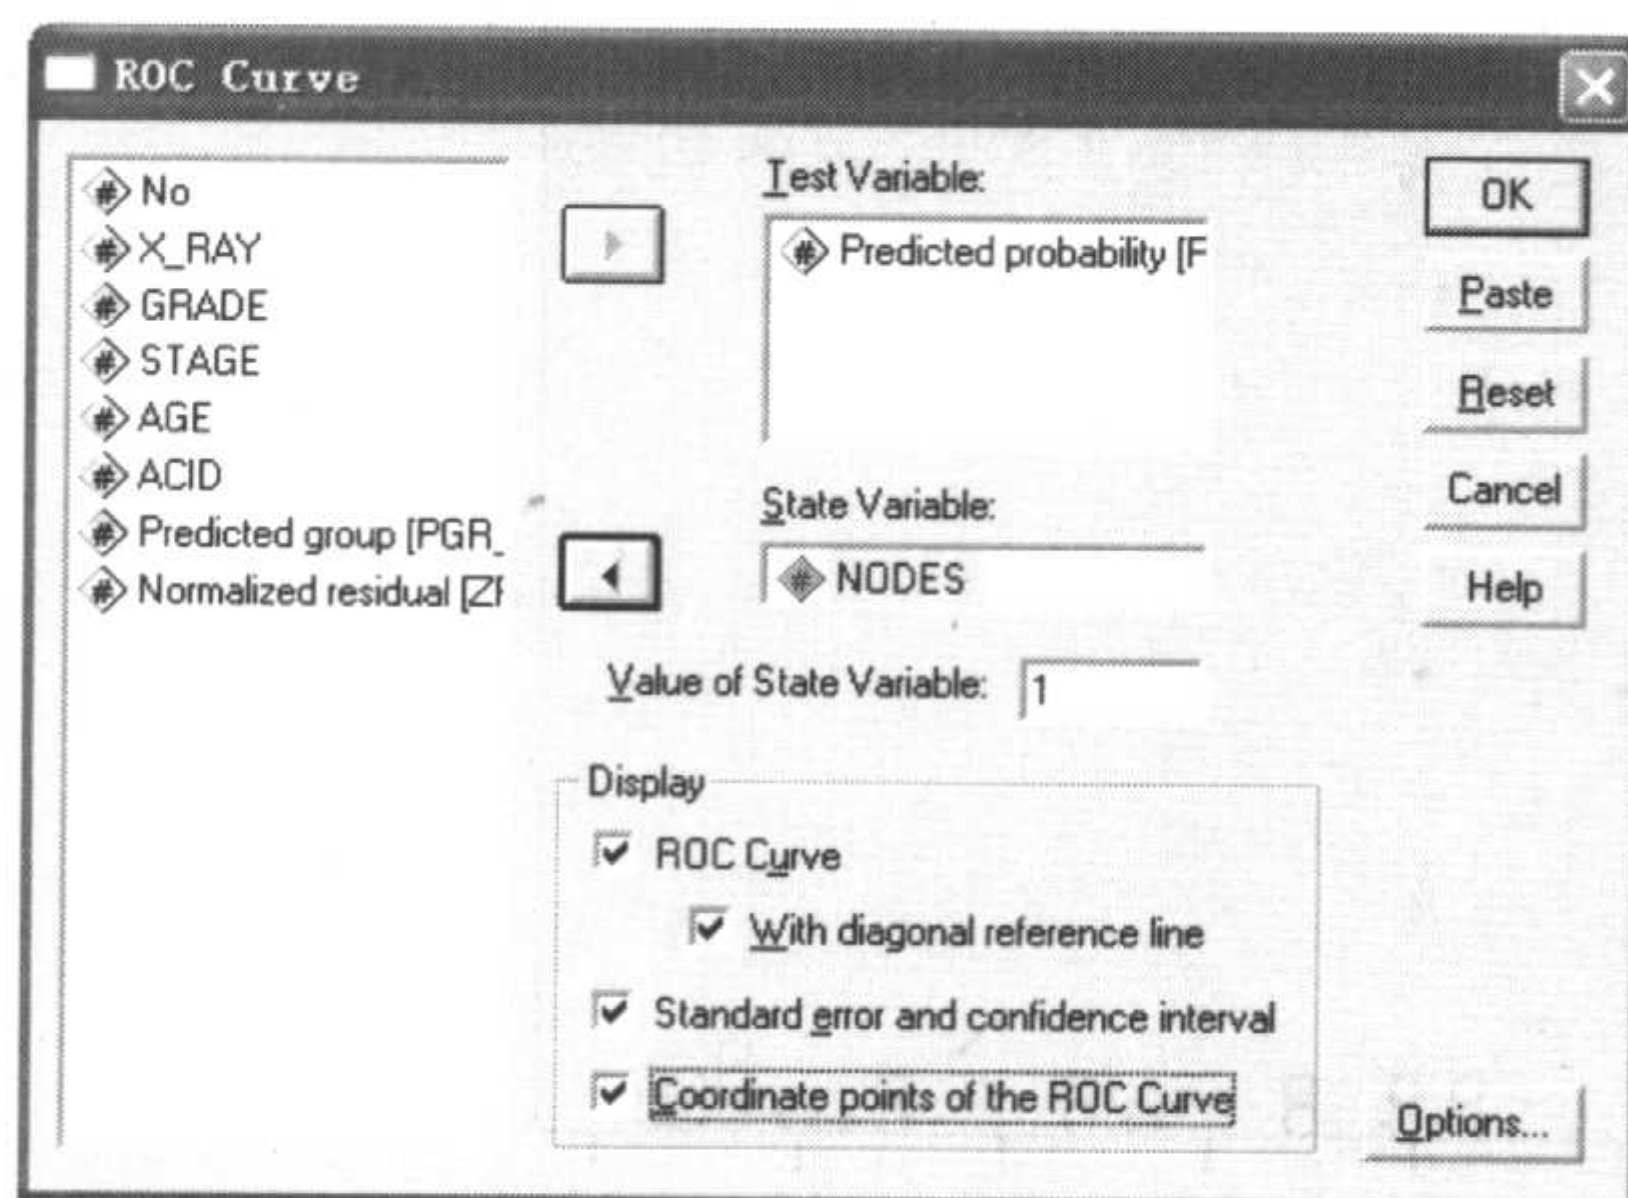 ROC Curve
No
X_RAY
GRADE
STAGE
AGE
ACID
Predicted group [PGR_
Normalized residual [ZF
Test Variable:
Predicted probability [F
State Variable:
NODES
Value of State Variable: 1
Display
ROC Curve
With diagonal reference line
Standard error and confidence interval
Coordinate points of the ROC Curve
OK
Paste
Reset
Cancel
Help
Options...